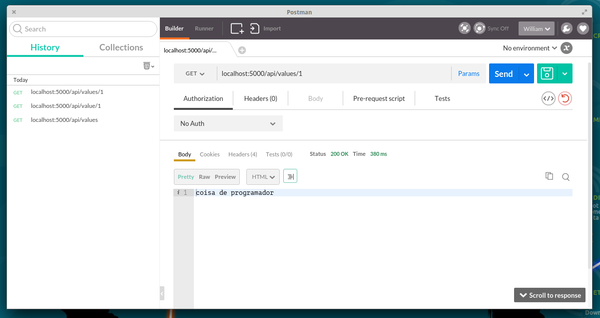 Postman
Search
History
Collections
Today
GET localhost:5000/api/values/1
GET localhost:5000/api/value/1
GET localhost:5000/api/values
Builder
Runner
Import
Sync Off
William
localhost:5000/api/...
No environment
GET
localhost:5000/api/values/1
Params
Send
Authorization
Headers (0)
Body
Pre-request script
Tests
No Auth
Body
Cookies
Headers (4)
Tests (0/0)
Status 200 OK
Time 380 ms
Pretty
Raw
Preview
HTML
i 1 coisa de programador
Scroll to response